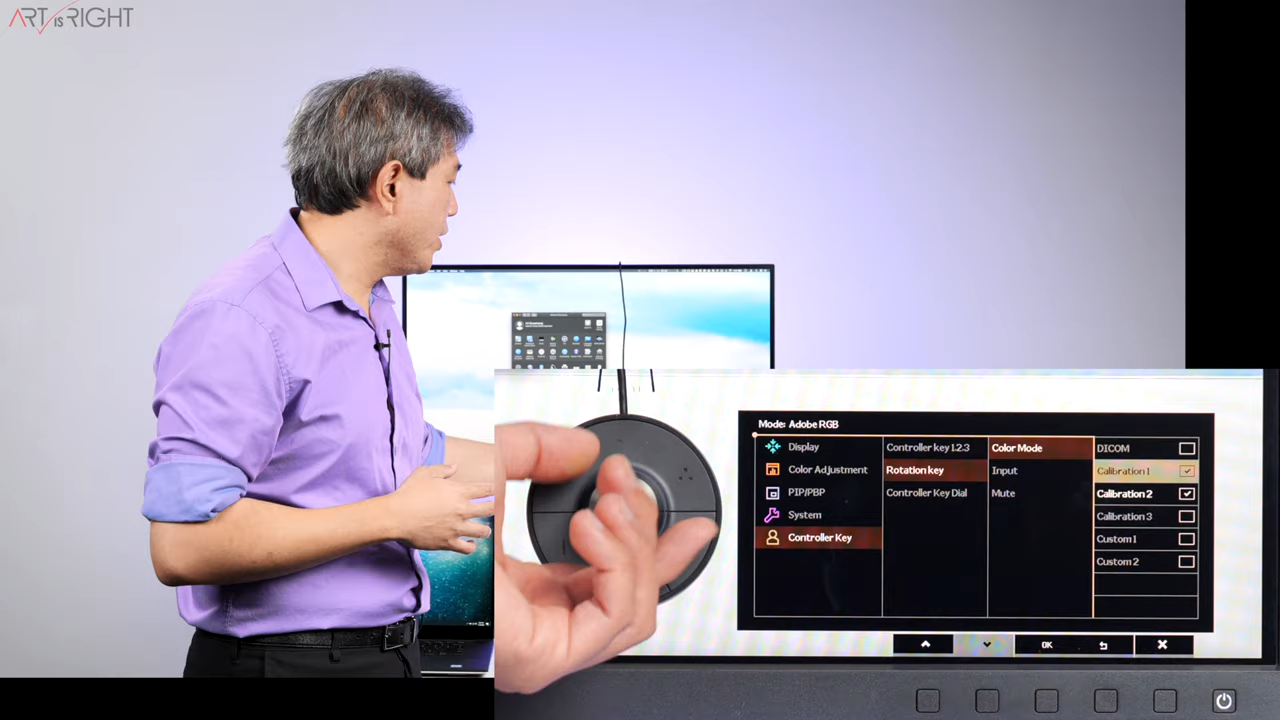 ART is RIGHT
Mode: Adobe RGB
Display
Color Adjustment
PIP/PBP
System
Controller Key
Controller key 1.2.3
Rotation key
Controller Key Dial
Color Mode
Input
Mute
DICOM
Calibration 1
Calibration 2
Calibration 3
Custom 1
Custom 2
OK